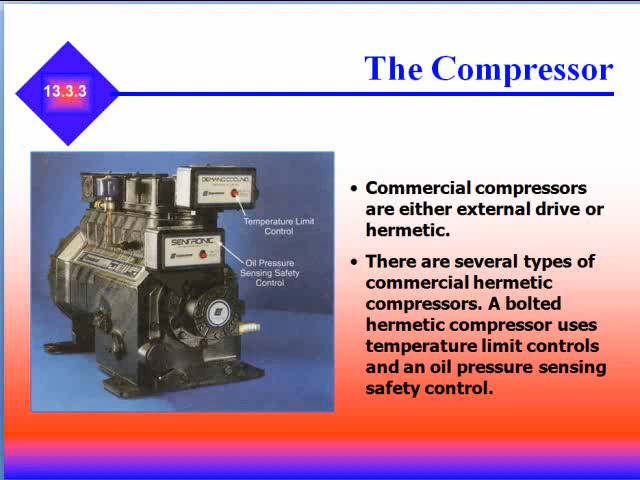 The Compressor
13.3.3
DEMAND COOLING
Temperature Limit
Control
SENTRONIC
Oil Pressure
Sensing Safety
Control
• Commercial compressors
are either external drive or
hermetic.
• There are several types of
commercial hermetic
compressors. A bolted
hermetic compressor uses
temperature limit controls
and an oil pressure sensing
safety control.